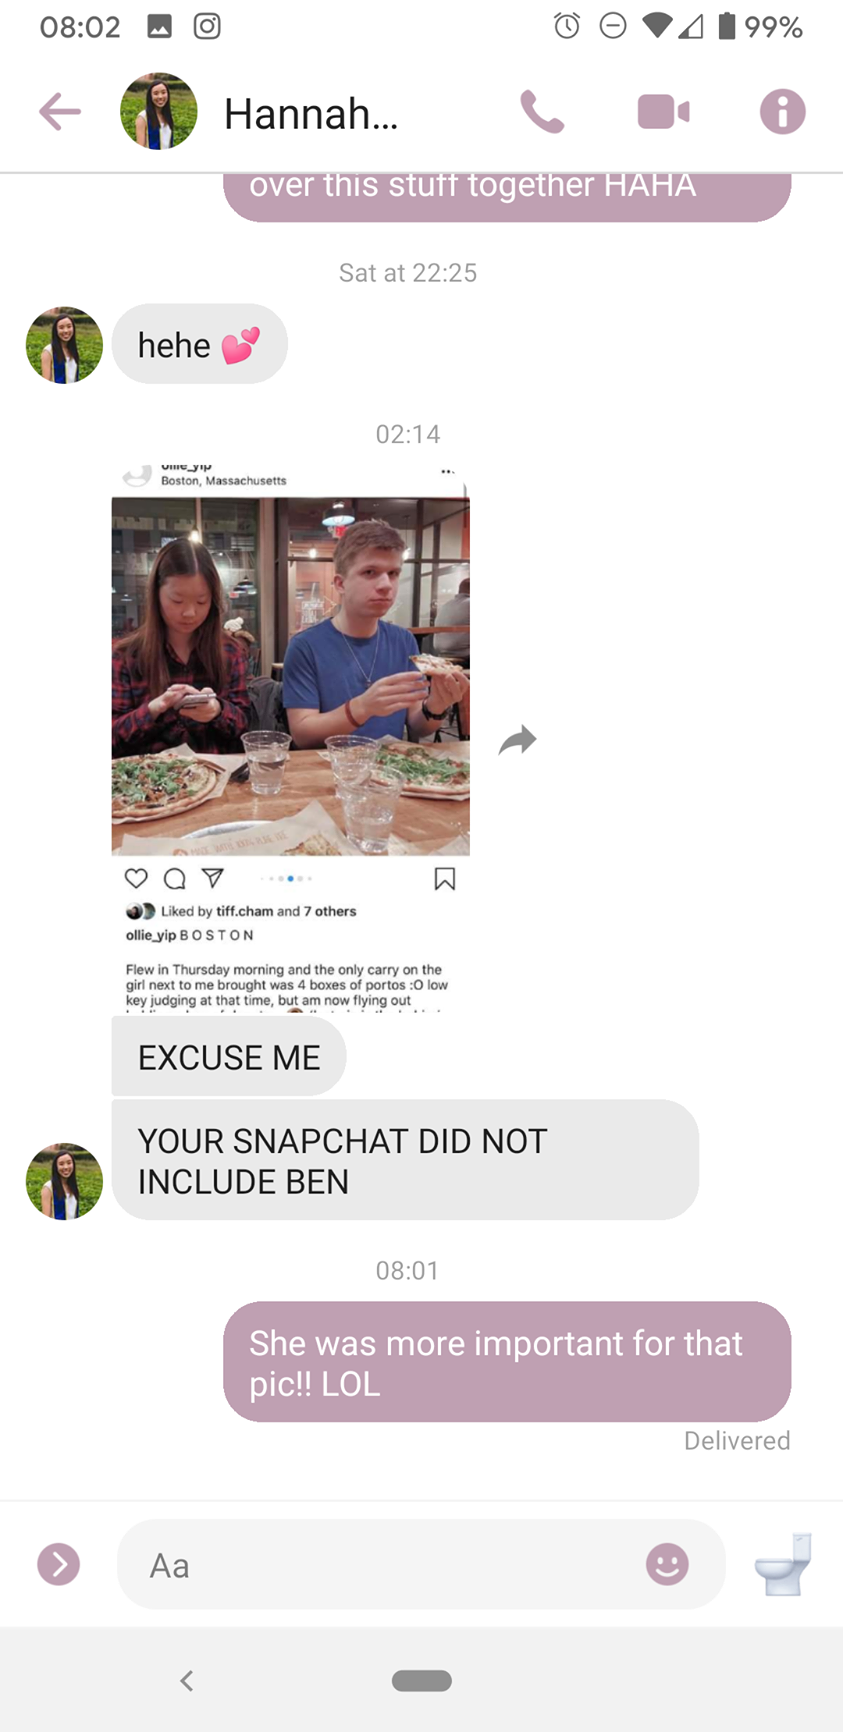 08:02
99%
Hannah...
over this stuff together HAHA
Sat at 22:25
hehe 💕
02:14
ollie_yip
Boston, Massachusetts
Liked by tiff.cham and 7 others
ollie_yip B O S T O N
Flew in Thursday morning and the only carry on the
girl next to me brought was 4 boxes of portos :O low
key judging at that time, but am now flying out
EXCUSE ME
YOUR SNAPCHAT DID NOT
INCLUDE BEN
08:01
She was more important for that
pic!! LOL
Delivered
Aa